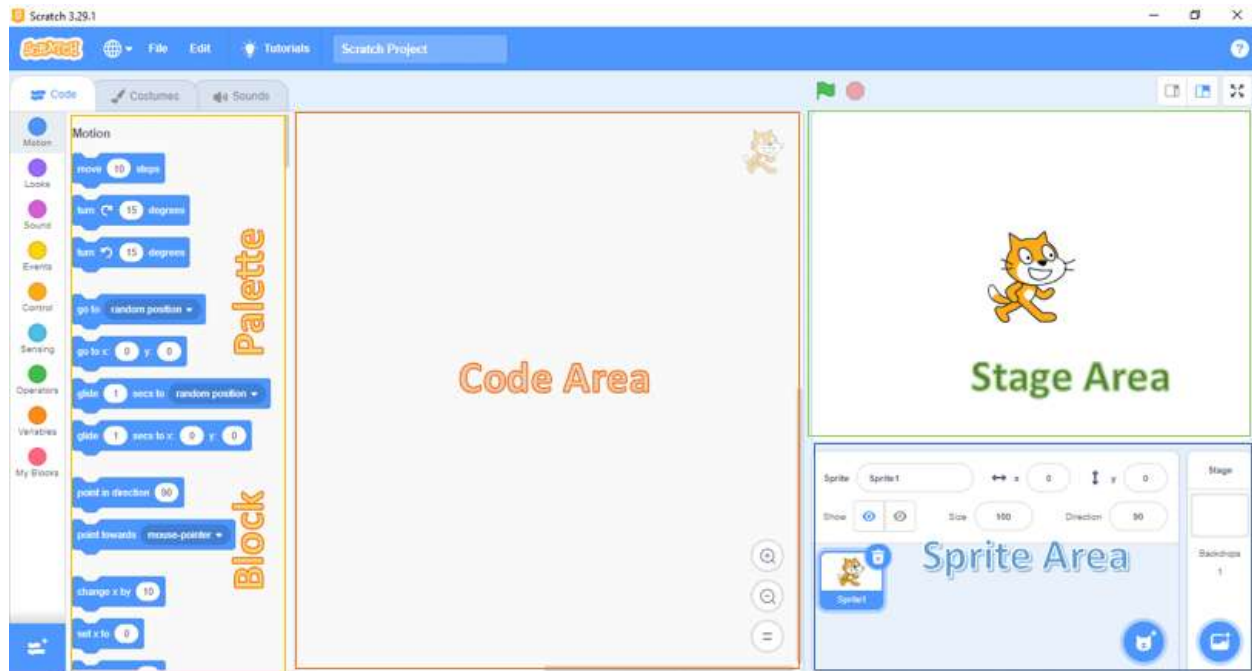 Scratch 3.29.1
SCRATCH File Edit Tutorials Scratch Project ?
Code Costumes Sounds
Motion
Looks
Sound
Events
Control
Sensing
Operators
Variables
My Blocks
Motion
move 10 steps
turn 15 degrees
turn 15 degrees
go to random position
go to x: 0 y: 0
glide 1 secs to random position
glide 1 secs to x: 0 y: 0
point in direction 90
point towards mouse-pointer
change x by 10
set x to 0
Block Palette
Code Area
Stage Area
Sprite Sprite1 x 0 y 0
Show Size 100 Direction 90
Sprite1
Sprite Area
Stage
Backdrops
1